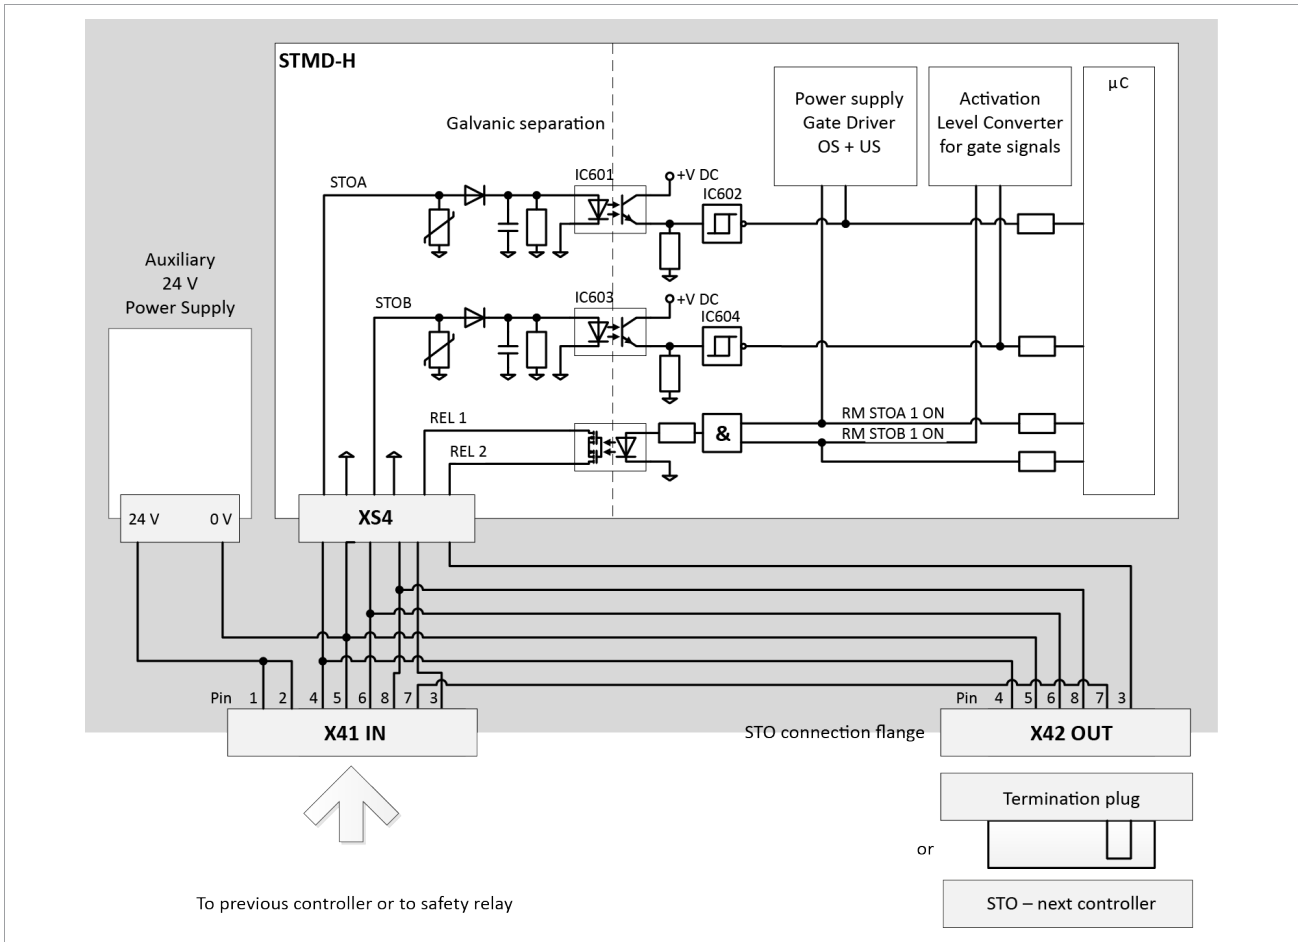 STMD-H
Galvanic separation
Power supply
Gate Driver
OS + US
Activation
Level Converter
for gate signals
µC
STOA
IC601
+V DC
IC602
STOB
IC603
+V DC
IC604
Auxiliary
24 V
Power Supply
REL 1
REL 2
&
RM STOA 1 ON
RM STOB 1 ON
24 V 0 V
XS4
Pin 1 2 4 5 6 8 7 3
Pin 4 5 6 8 7 3
X41 IN
STO connection flange
X42 OUT
Termination plug
or
To previous controller or to safety relay
STO – next controller